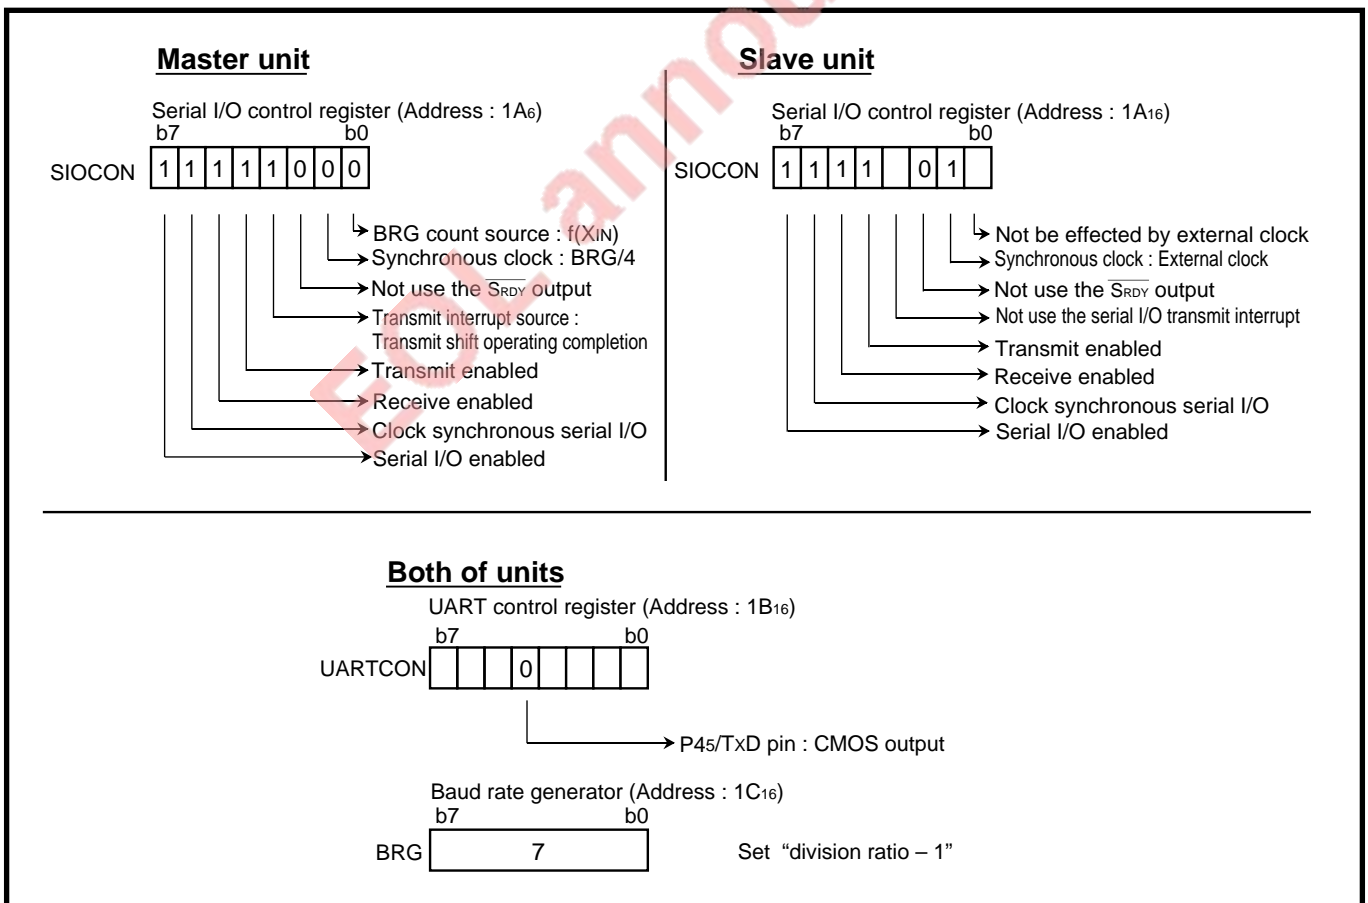 EOL annou
Master unit
Serial I/O control register (Address : 1A6)
b7 b0
SIOCON 1 1 1 1 1 0 0 0
BRG count source : f(XIN)
Synchronous clock : BRG/4
Not use the SRDY output
Transmit interrupt source :
Transmit shift operating completion
Transmit enabled
Receive enabled
Clock synchronous serial I/O
Serial I/O enabled
Slave unit
Serial I/O control register (Address : 1A16)
b7 b0
SIOCON 1 1 1 1 0 1
Not be effected by external clock
Synchronous clock : External clock
Not use the SRDY output
Not use the serial I/O transmit interrupt
Transmit enabled
Receive enabled
Clock synchronous serial I/O
Serial I/O enabled
Both of units
UART control register (Address : 1B16)
b7 b0
UARTCON 0
P45/TXD pin : CMOS output
Baud rate generator (Address : 1C16)
b7 b0
BRG 7 Set “division ratio – 1”